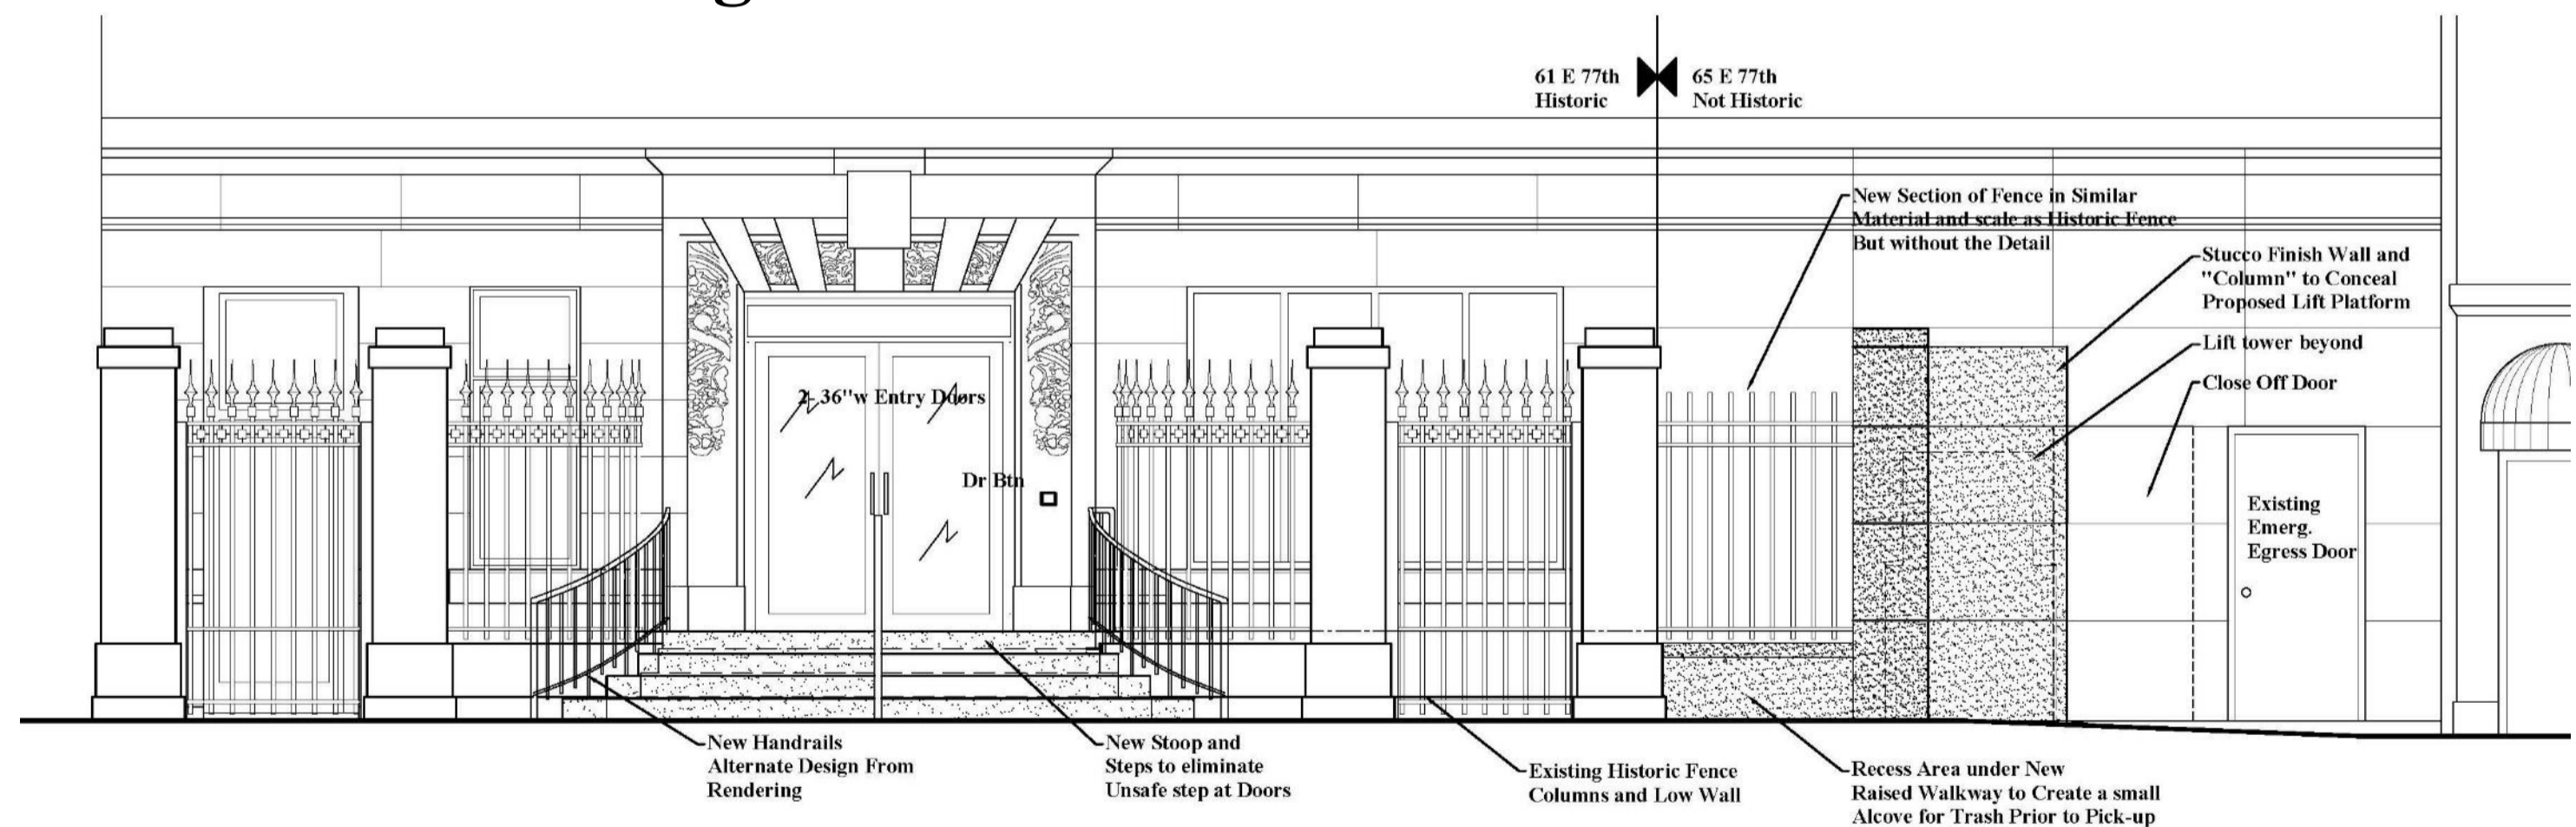 61 E 77th
Historic
65 E 77th
Not Historic
New Section of Fence in Similar
Material and scale as Historic Fence
But without the Detail
Stucco Finish Wall and
"Column" to Conceal
Proposed Lift Platform
Lift tower beyond
Close Off Door
2- 36"w Entry Doors
Dr Btn
Existing
Emerg.
Egress Door
New Handrails
Alternate Design From
Rendering
New Stoop and
Steps to eliminate
Unsafe step at Doors
Existing Historic Fence
Columns and Low Wall
Recess Area under New
Raised Walkway to Create a small
Alcove for Trash Prior to Pick-up